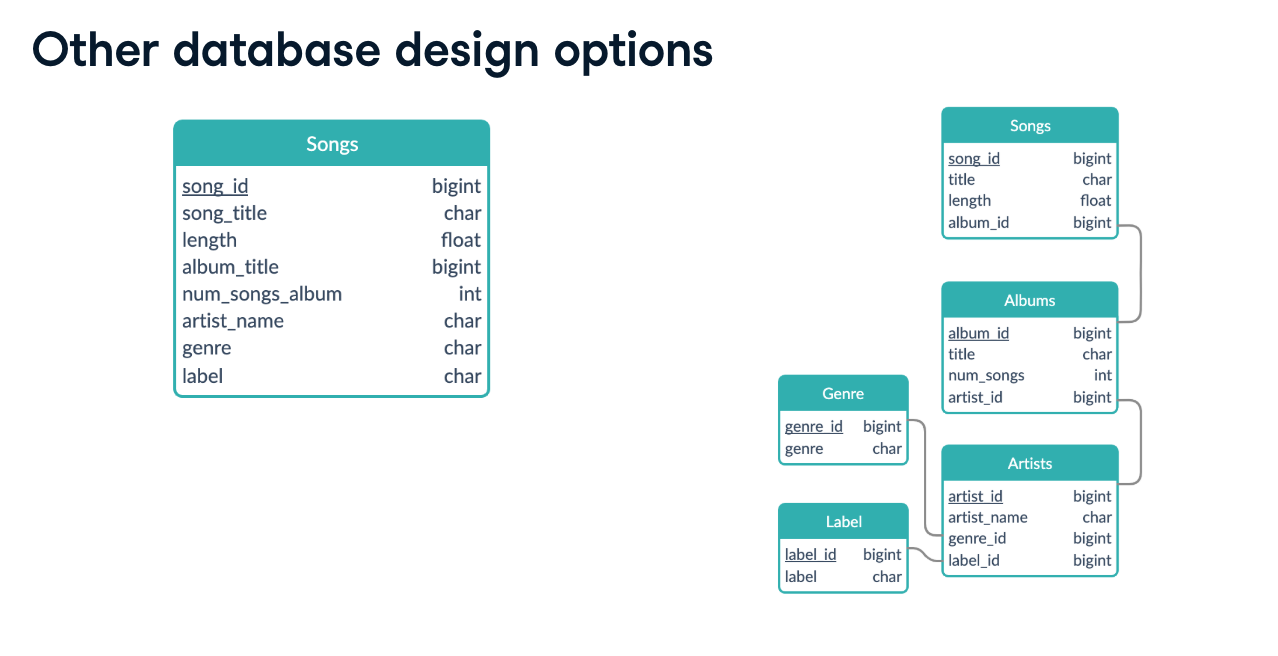 Other database design options
Songs
song_id bigint
song_title char
length float
album_title bigint
num_songs_album int
artist_name char
genre char
label char
Songs
song_id bigint
title char
length float
album_id bigint
Albums
album_id bigint
title char
num_songs int
artist_id bigint
Genre
genre_id bigint
genre char
Label
label_id bigint
label char
Artists
artist_id bigint
artist_name char
genre_id bigint
label_id bigint